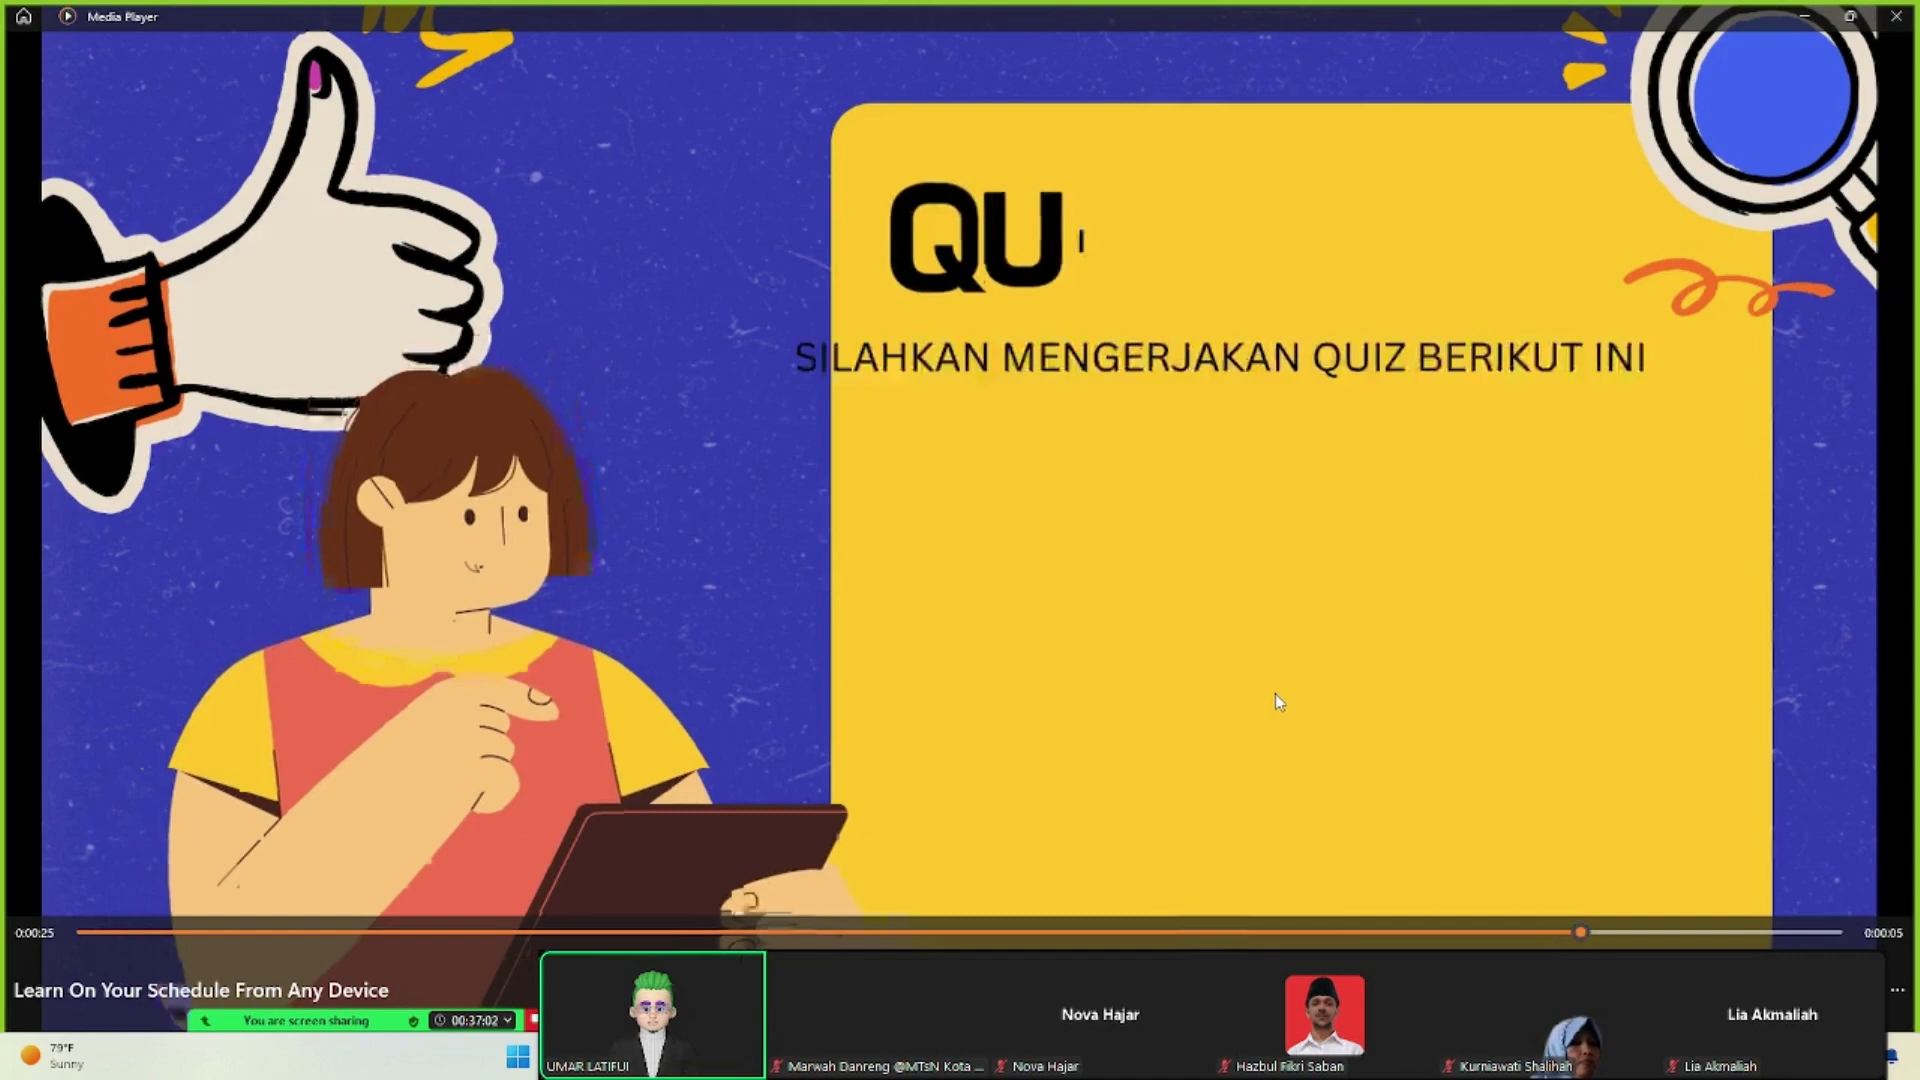 Media Player
QU
SILAHKAN MENGERJAKAN QUIZ BERIKUT INI
0:00:25
0:00:05
Learn On Your Schedule From Any Device
You are screen sharing
00:37:02
79°F
Sunny
UMAR LATIFUL
Marwah Danreng @MTsN Kota ...
Nova Hajar
Nova Hajar
Hazbul Fikri Saban
Kurniawati Shalihah
Lia Akmaliah
Lia Akmaliah